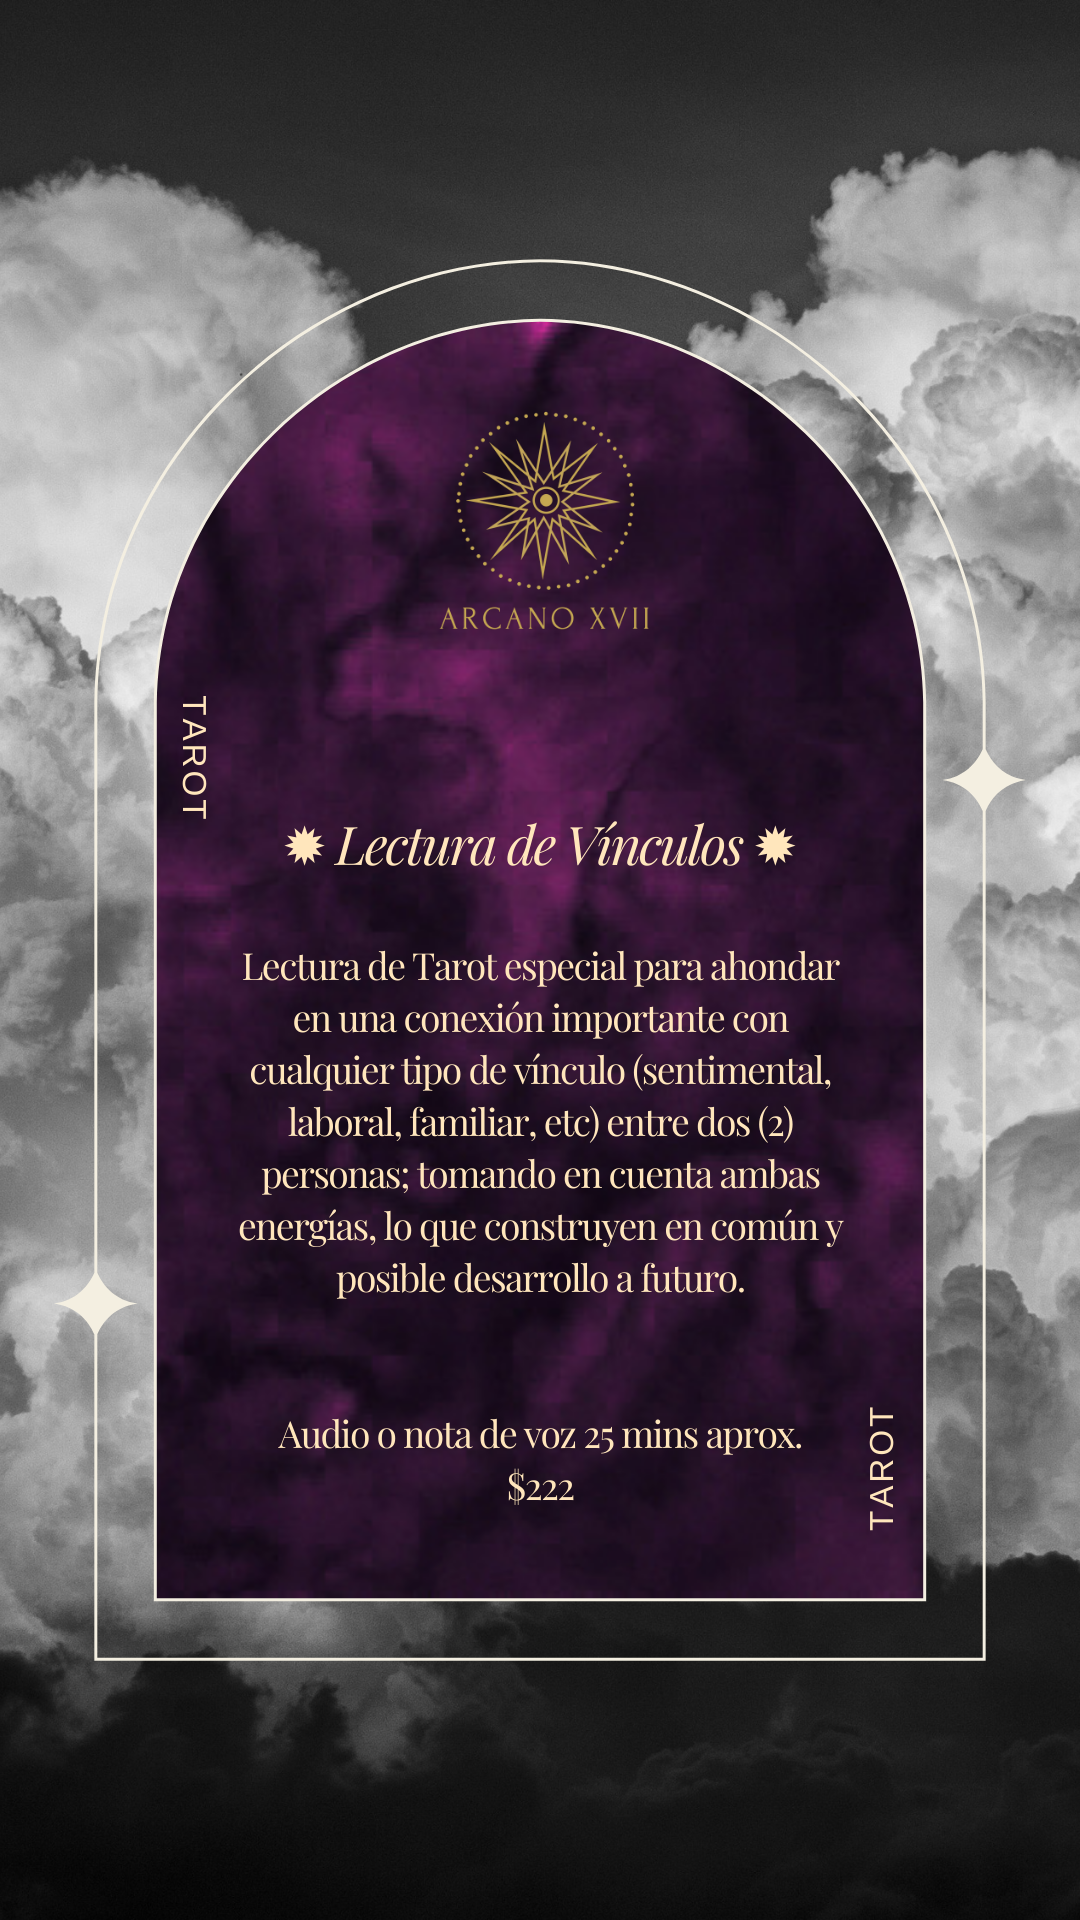 ARCANO XVII
TAROT
✹ Lectura de Vínculos ✹
Lectura de Tarot especial para ahondar
en una conexión importante con
cualquier tipo de vínculo (sentimental,
laboral, familiar, etc) entre dos (2)
personas; tomando en cuenta ambas
energías, lo que construyen en común y
posible desarrollo a futuro.
Audio o nota de voz 25 mins aprox.
$222
TAROT